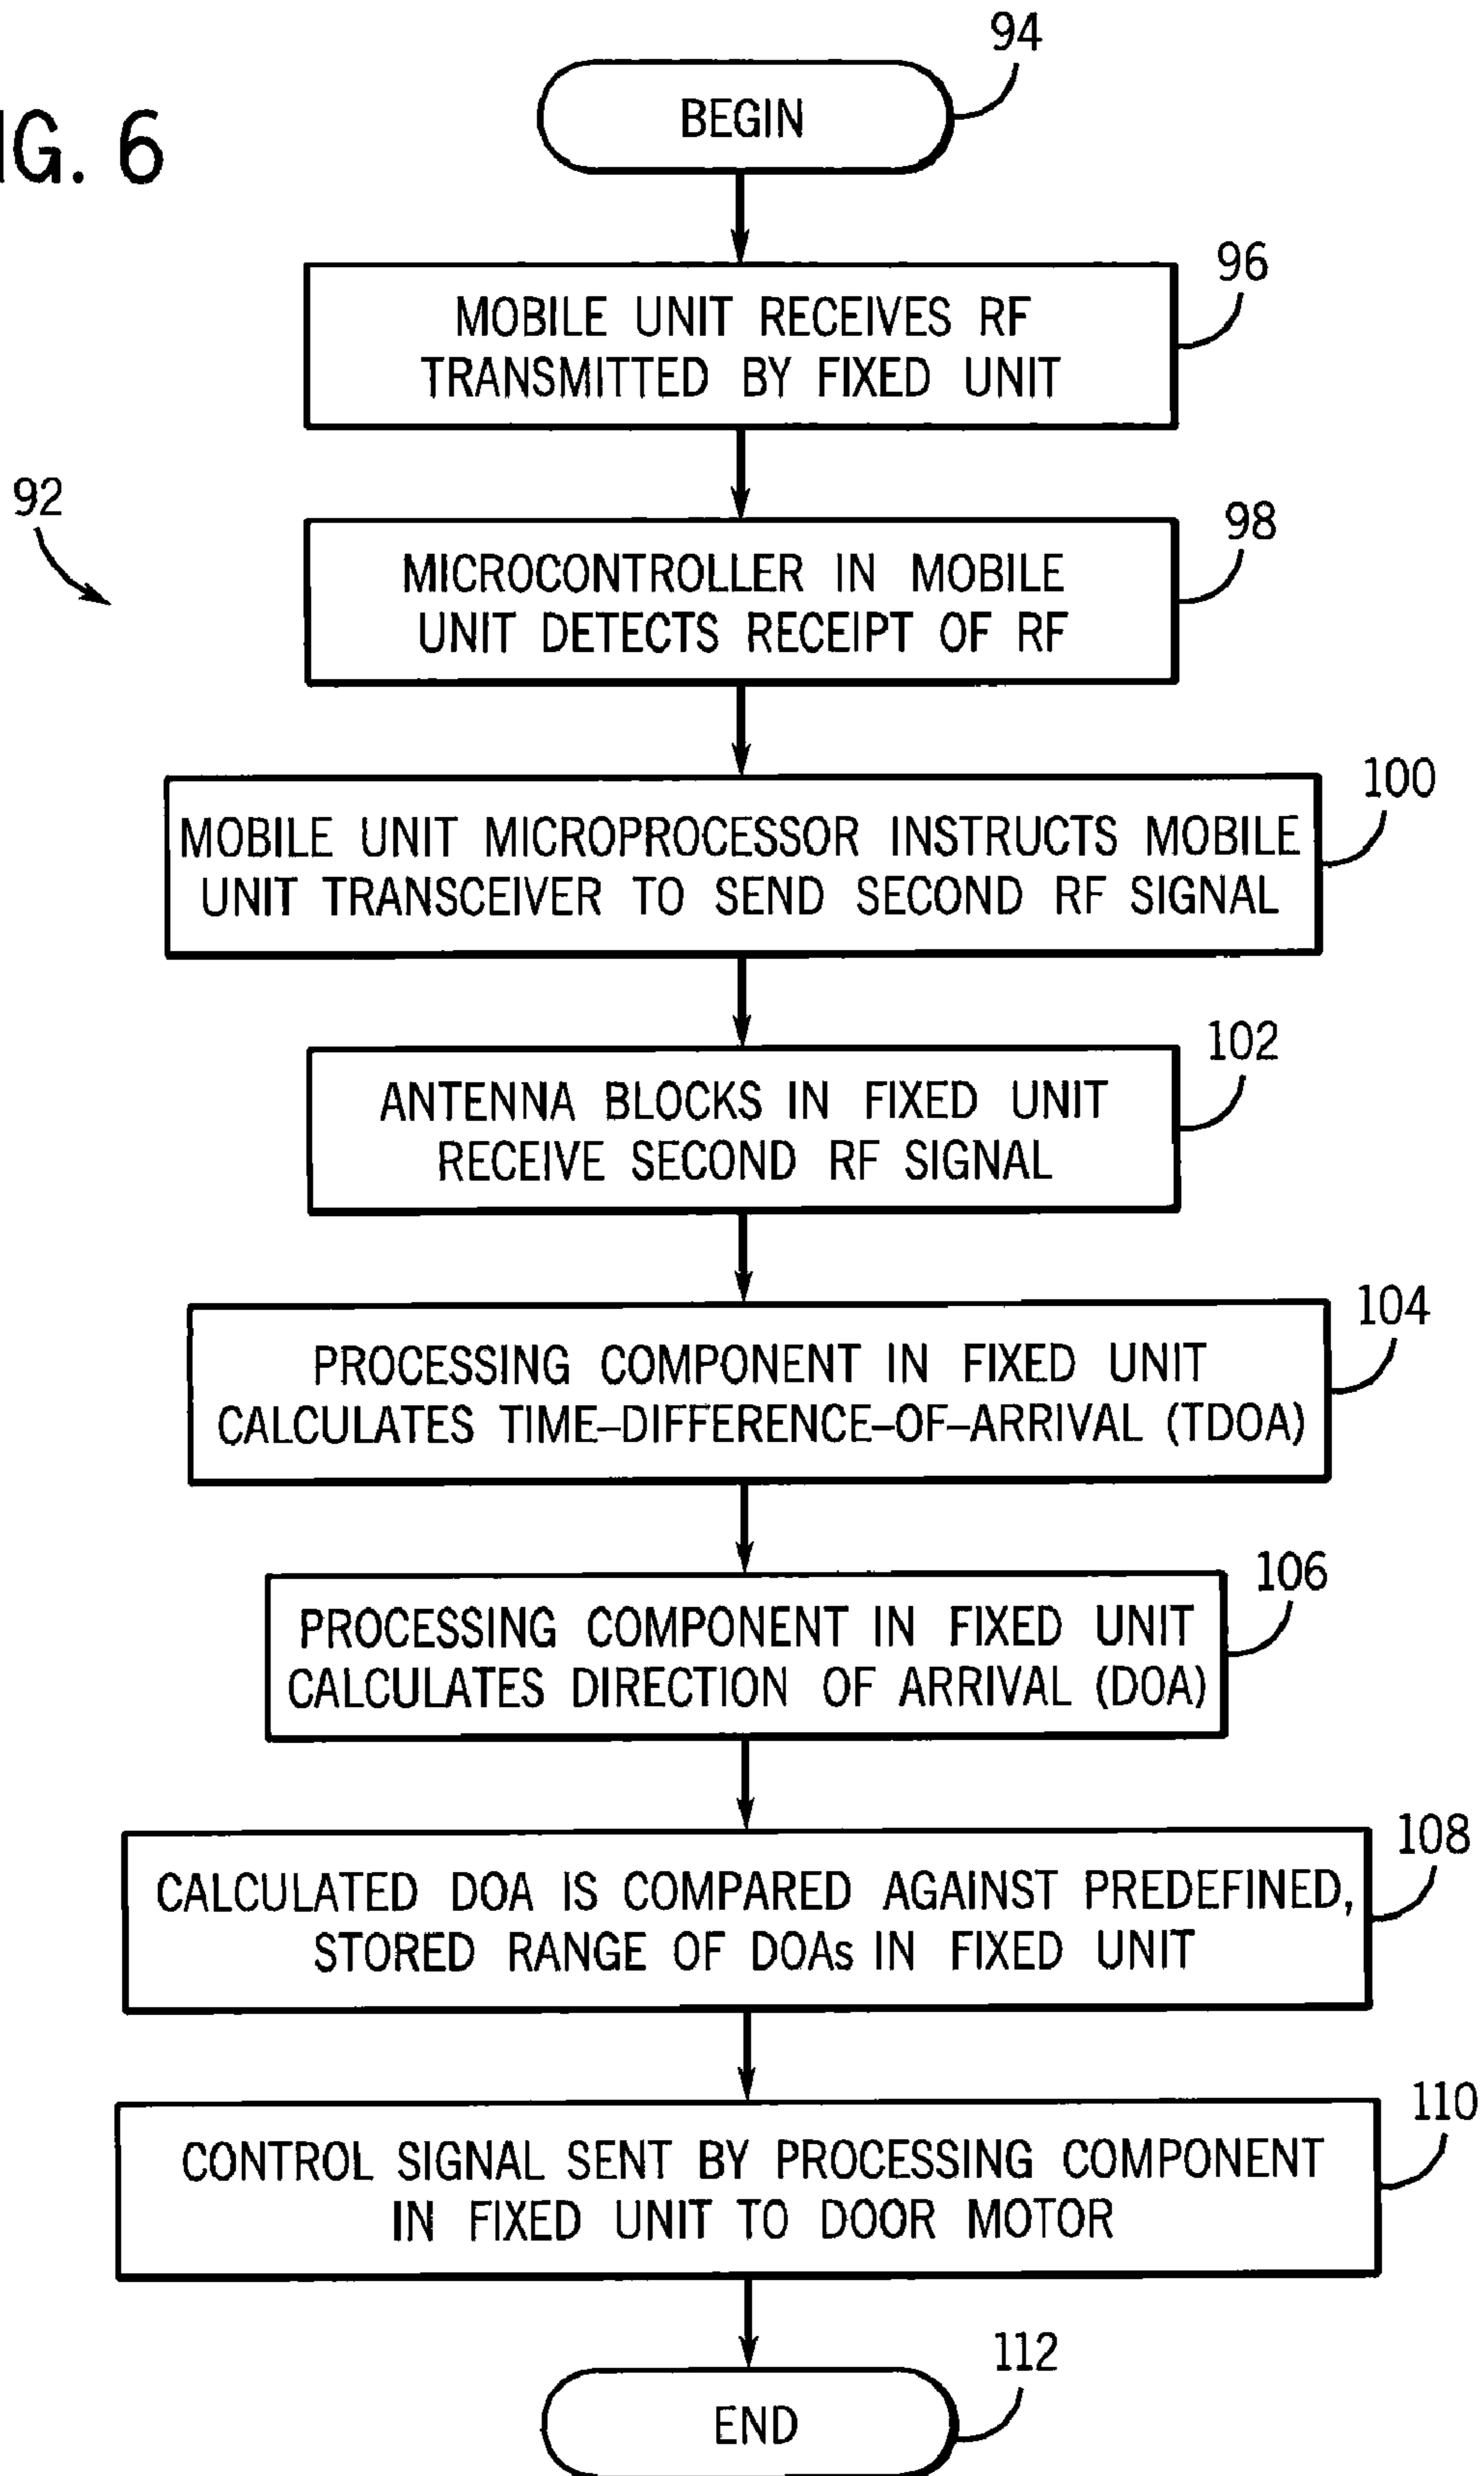 94
BEGIN
G. 6
96
MOBILE UNIT RECEIVES RF
TRANSMITTED BY FIXED UNIT
92
98
MICROCONTROLLER IN MOBILE
UNIT DETECTS RECEIPT OF RF
100
MOBILE UNIT MICROPROCESSOR INSTRUCTS MOBILE
UNIT TRANSCEIVER TO SEND SECOND RF SIGNAL
102
ANTENNA BLOCKS IN FIXED UNIT
RECEIVE SECOND RF SIGNAL
104
PROCESSING COMPONENT IN FIXED UNIT
CALCULATES TIME-DIFFERENCE-OF-ARRIVAL (TDOA)
106
PROCESSING COMPONENT IN FIXED UNIT
CALCULATES DIRECTION OF ARRIVAL (DOA)
108
CALCULATED DOA IS COMPARED AGAINST PREDEFINED,
STORED RANGE OF DOAs IN FIXED UNIT
110
CONTROL SIGNAL SENT BY PROCESSING COMPONENT
IN FIXED UNIT TO DOOR MOTOR
112
END